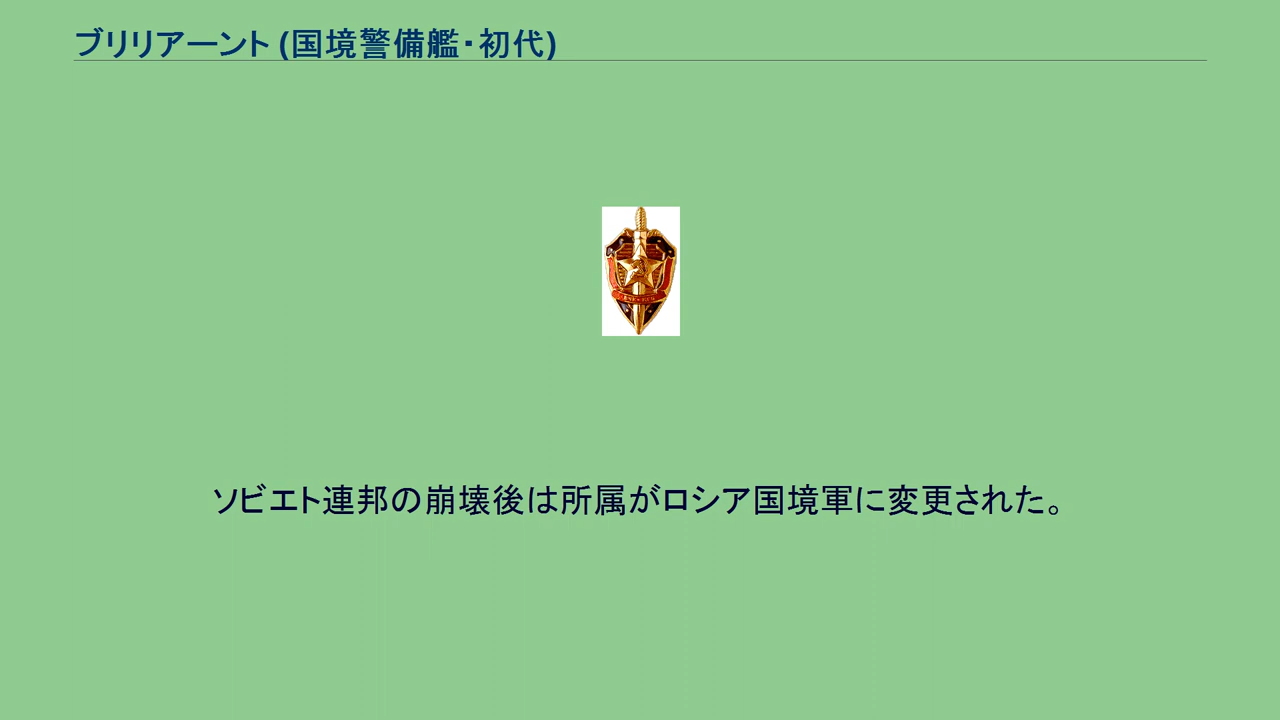 ブリリアーント (国境警備艦・初代)
ソビエト連邦の崩壊後は所属がロシア国境軍に変更された。